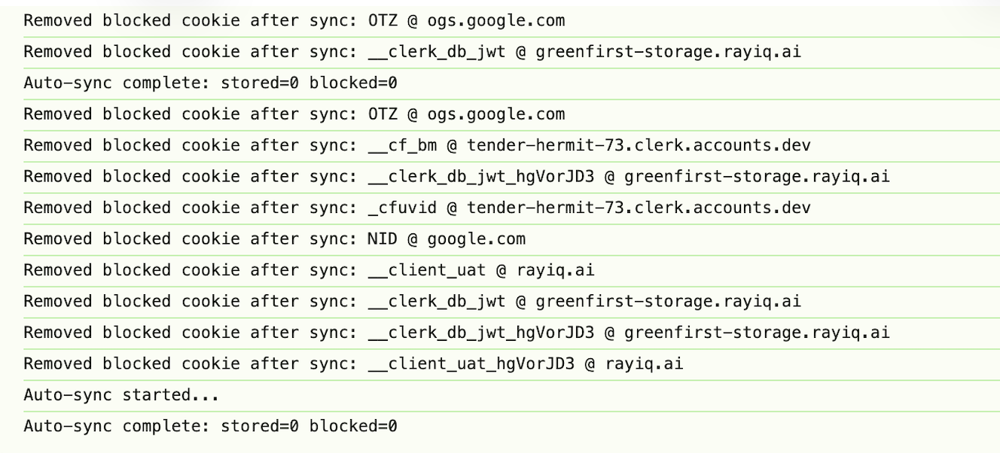 Removed blocked cookie after sync: OTZ @ ogs.google.com
Removed blocked cookie after sync: __clerk_db_jwt @ greenfirst-storage.rayiq.ai
Auto-sync complete: stored=0 blocked=0
Removed blocked cookie after sync: OTZ @ ogs.google.com
Removed blocked cookie after sync: __cf_bm @ tender-hermit-73.clerk.accounts.dev
Removed blocked cookie after sync: __clerk_db_jwt_hgVorJD3 @ greenfirst-storage.rayiq.ai
Removed blocked cookie after sync: _cfuvid @ tender-hermit-73.clerk.accounts.dev
Removed blocked cookie after sync: NID @ google.com
Removed blocked cookie after sync: __client_uat @ rayiq.ai
Removed blocked cookie after sync: __clerk_db_jwt @ greenfirst-storage.rayiq.ai
Removed blocked cookie after sync: __clerk_db_jwt_hgVorJD3 @ greenfirst-storage.rayiq.ai
Removed blocked cookie after sync: __client_uat_hgVorJD3 @ rayiq.ai
Auto-sync started...
Auto-sync complete: stored=0 blocked=0